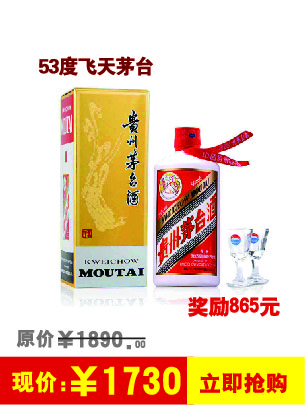 53度飞天茅台
贵州茅台酒
KWEICHOW
MOUTAI
贵州茅台酒
奖励865元
原价￥1890.00
现价:￥1730 立即抢购